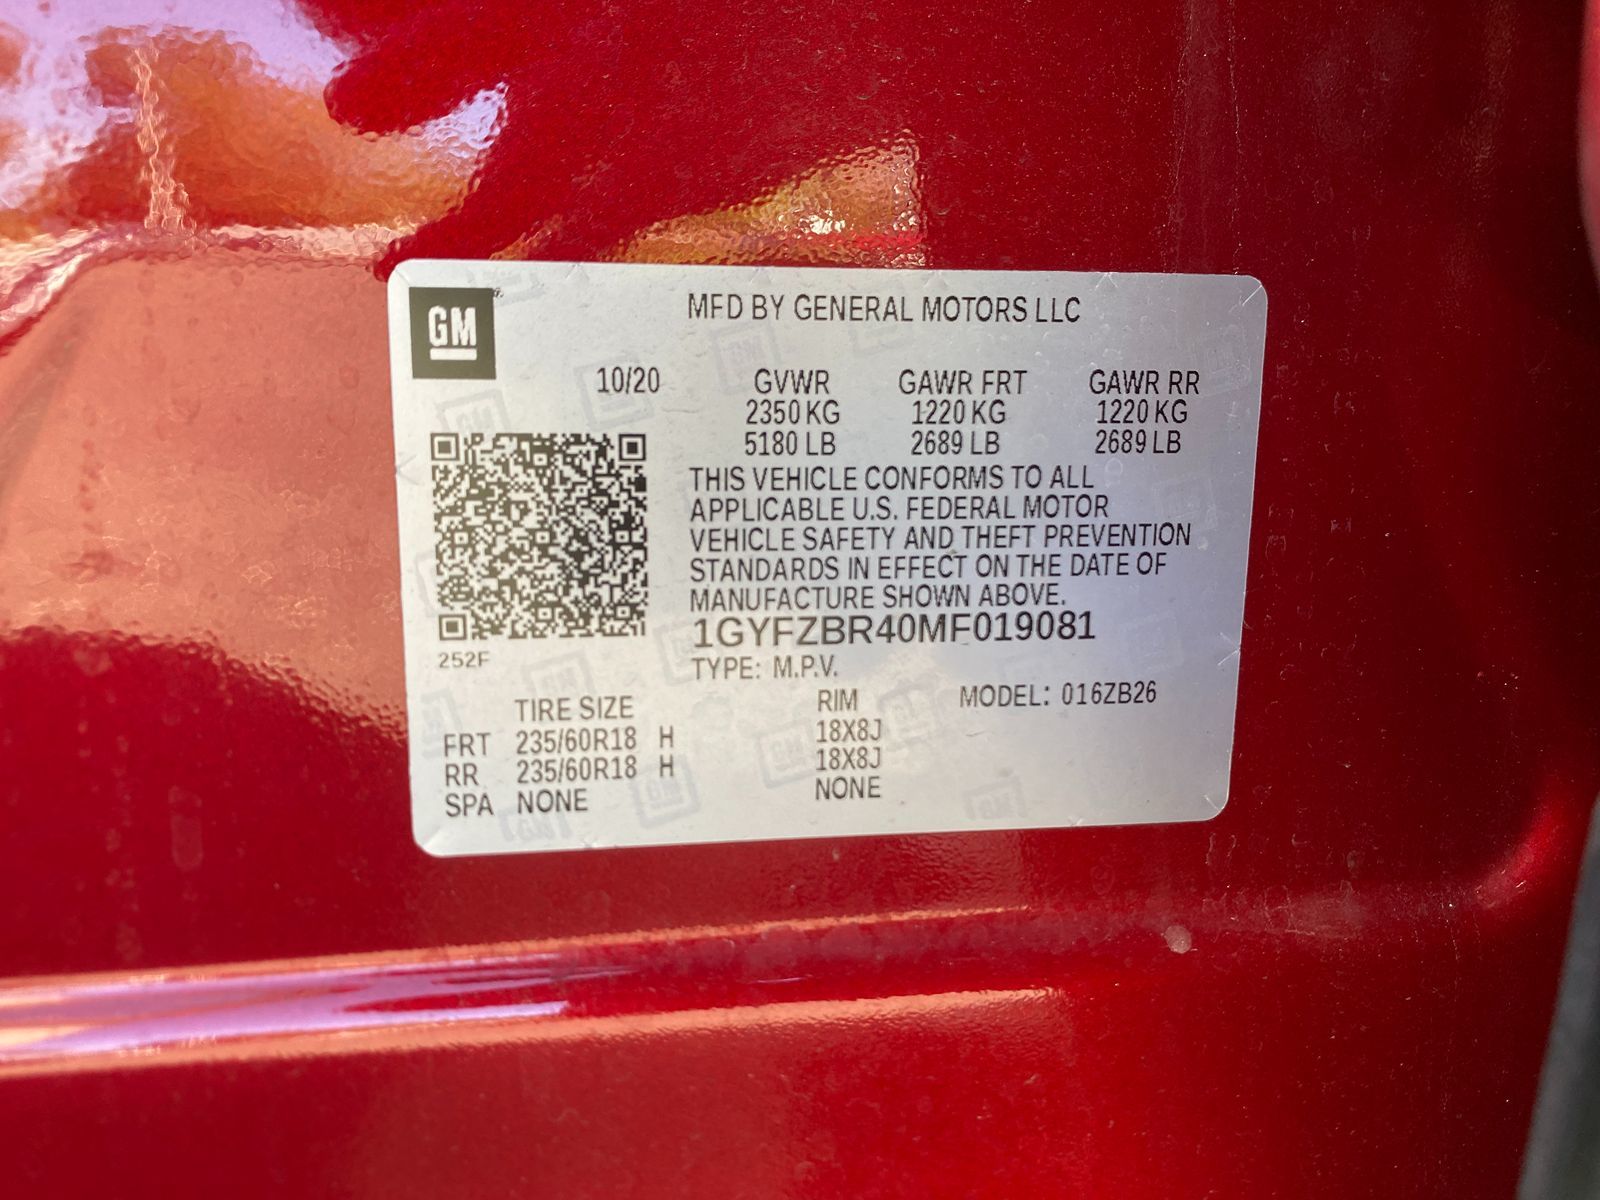 GM
MFD BY GENERAL MOTORS LLC
10/20 GVWR GAWR FRT GAWR RR
2350 KG 1220 KG 1220 KG
5180 LB 2689 LB 2689 LB
THIS VEHICLE CONFORMS TO ALL
APPLICABLE U.S. FEDERAL MOTOR
VEHICLE SAFETY AND THEFT PREVENTION
STANDARDS IN EFFECT ON THE DATE OF
MANUFACTURE SHOWN ABOVE.
1GYFZBR40MF019081
252F
TYPE: M.P.V.
TIRE SIZE RIM MODEL: 016ZB26
FRT 235/60R18 H 18X8J
RR 235/60R18 H 18X8J
SPA NONE NONE